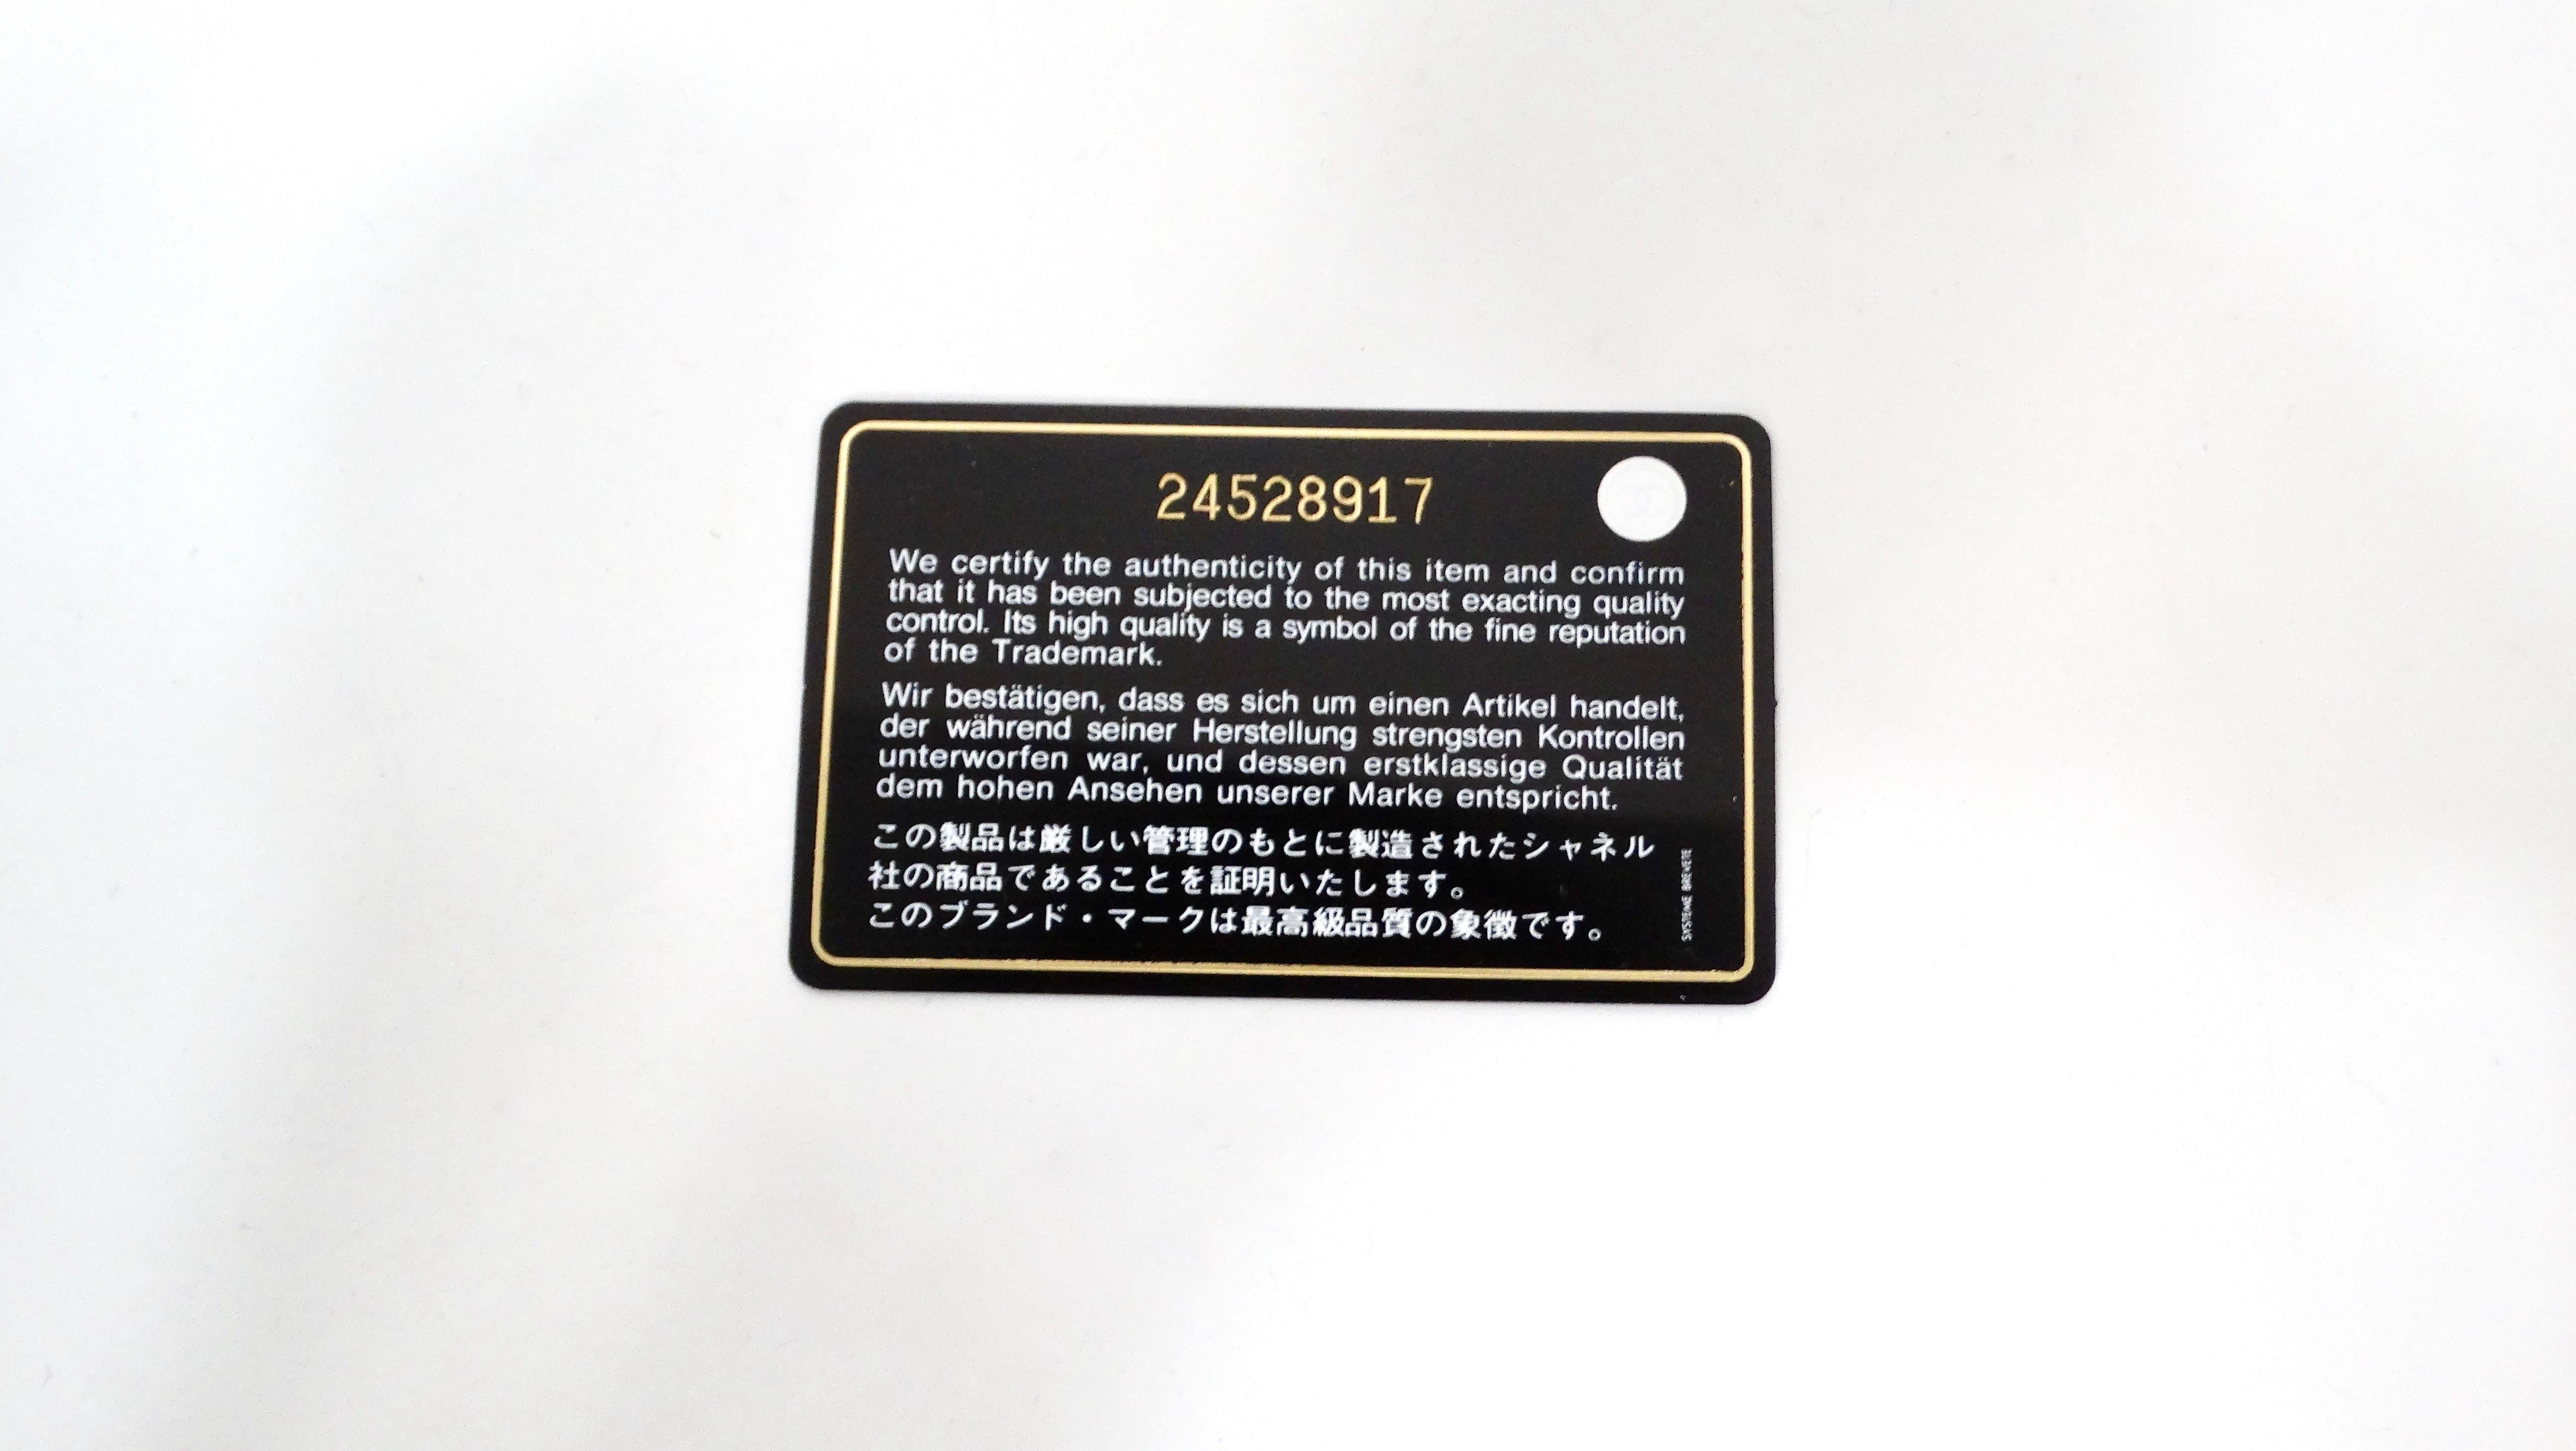 24528917
We certify the authenticity of this item and confirm
that it has been subjected to the most exacting quality
control. Its high quality is a symbol of the fine reputation
of the Trademark.
Wir bestätigen, dass es sich um einen Artikel handelt,
der während seiner Herstellung strengsten Kontrollen
unterworfen war, und dessen erstklassige Qualität
dem hohen Ansehen unserer Marke entspricht.
この製品は厳しい管理のもとに製造されたシャネル
社の商品であることを証明いたします。
このブランド・マークは最高級品質の象徴です。
SYSTEME BREVETE